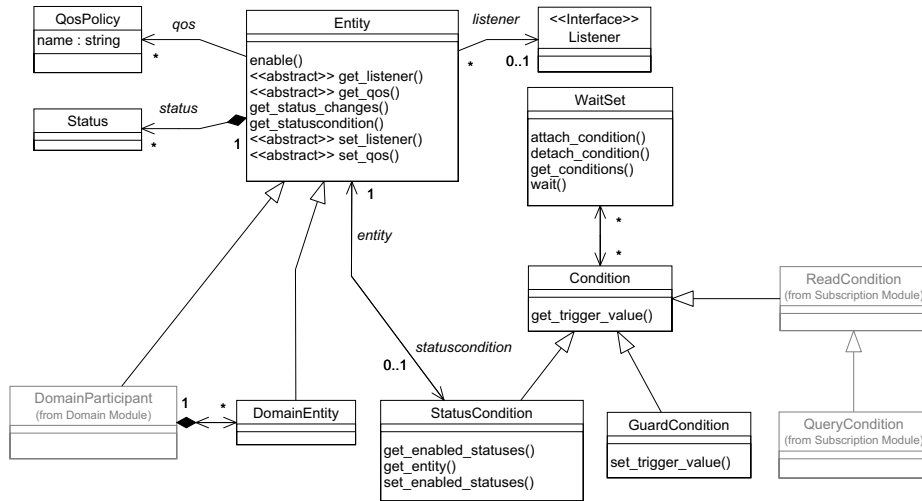 QosPolicy
name : string
qos
*
Entity
enable()
<<abstract>> get_listener()
<<abstract>> get_qos()
get_status_changes()
get_statuscondition()
<<abstract>> set_listener()
<<abstract>> set_qos()
listener
*
0..1
<<Interface>>
Listener
Status
status
*
1
WaitSet
attach_condition()
detach_condition()
get_conditions()
wait()
1
entity
*
*
Condition
get_trigger_value()
ReadCondition
(from Subscription Module)
statuscondition
0..1
DomainParticipant
(from Domain Module)
1
*
DomainEntity
StatusCondition
get_enabled_statuses()
get_entity()
set_enabled_statuses()
GuardCondition
set_trigger_value()
QueryCondition
(from Subscription Module)